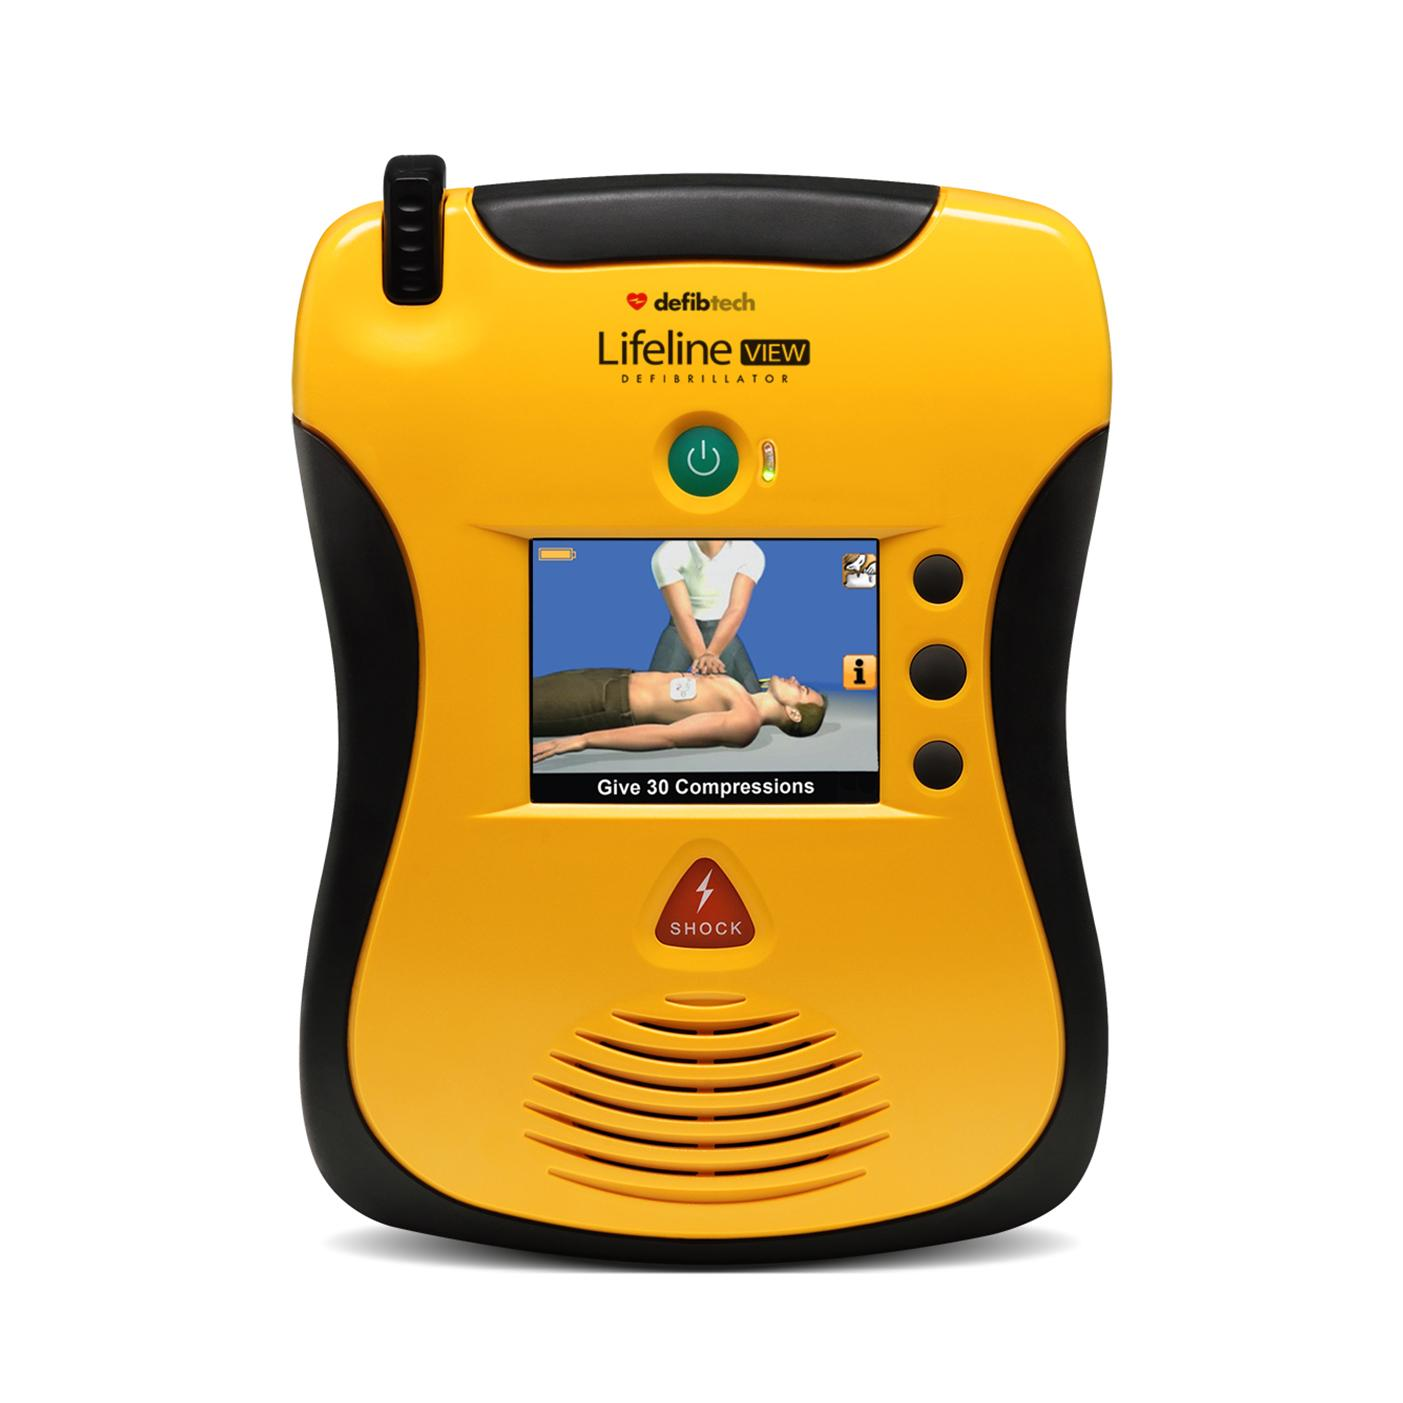 defibtech
Lifeline VIEW
DEFIBRILLATOR
i
Give 30 Compressions
SHOCK